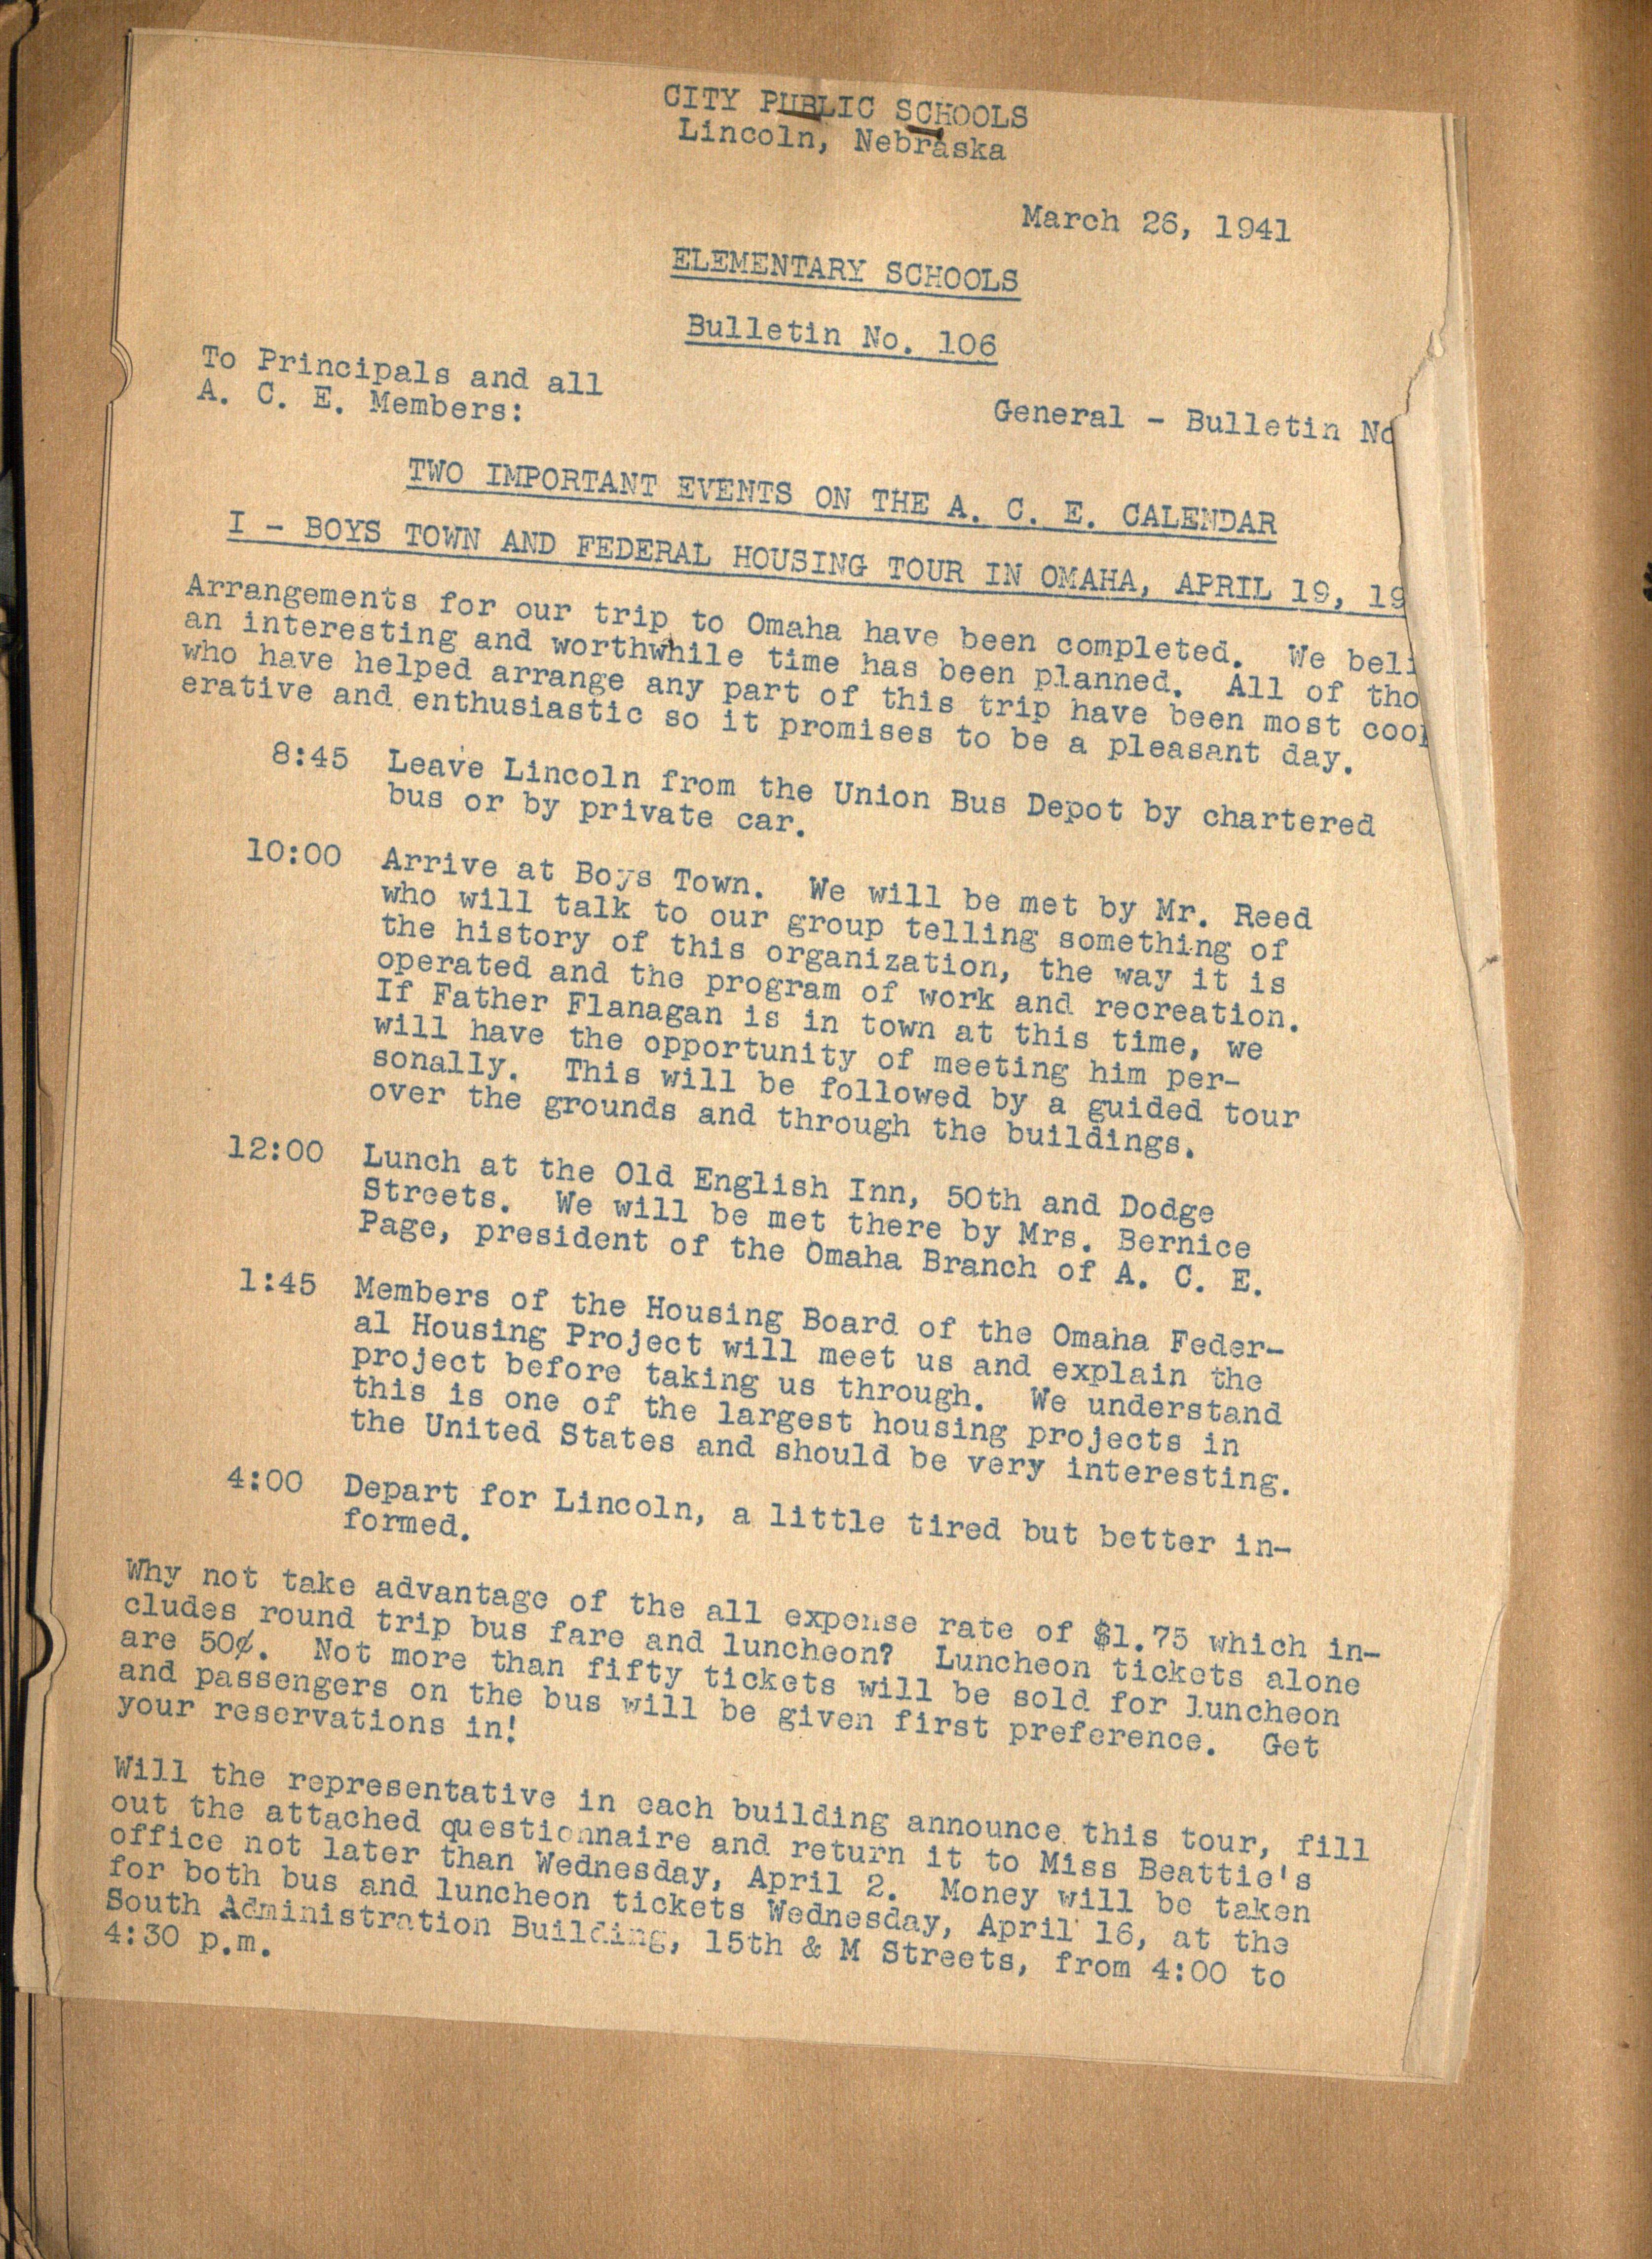 CITY PUBLIC SCHOOLS
Lincoln, Nebraska
March 26, 1941
ELEMENTARY SCHOOLS
Bulletin No. 106
To Principals and all
A. C. E. Members:
General - Bulletin No
TWO IMPORTANT EVENTS ON THE A. C. E. CALENDAR
I - BOYS TOWN AND FEDERAL HOUSING TOUR IN OMAHA, APRIL 19, 19
Arrangements for our trip to Omaha have been completed. We beli
an interesting and worthwhile time has been planned. All of tho
who have helped arrange any part of this trip have been most coop
erative and enthusiastic so it promises to be a pleasant day.
8:45 Leave Lincoln from the Union Bus Depot by chartered
bus or by private car.
10:00 Arrive at Boys Town. We will be met by Mr. Reed
who will talk to our group telling something of
the history of this organization, the way it is
operated and the program of work and recreation.
If Father Flanagan is in town at this time, we
will have the opportunity of meeting him per-
sonally. This will be followed by a guided tour
over the grounds and through the buildings.
12:00 Lunch at the Old English Inn, 50th and Dodge
Streets. We will be met there by Mrs. Bernice
Page, president of the Omaha Branch of A. C. E.
1:45 Members of the Housing Board of the Omaha Feder-
al Housing Project will meet us and explain the
project before taking us through. We understand
this is one of the largest housing projects in
the United States and should be very interesting.
4:00 Depart for Lincoln, a little tired but better in-
formed.
Why not take advantage of the all expense rate of $1.75 which in-
cludes round trip bus fare and luncheon? Luncheon tickets alone
are 50¢. Not more than fifty tickets will be sold for luncheon
and passengers on the bus will be given first preference. Get
your reservations in!
Will the representative in each building announce this tour, fill
out the attached questionnaire and return it to Miss Beattie's
office not later than Wednesday, April 2. Money will be taken
for both bus and luncheon tickets Wednesday, April 16, at the
South Administration Building, 15th & M Streets, from 4:00 to
4:30 p.m.